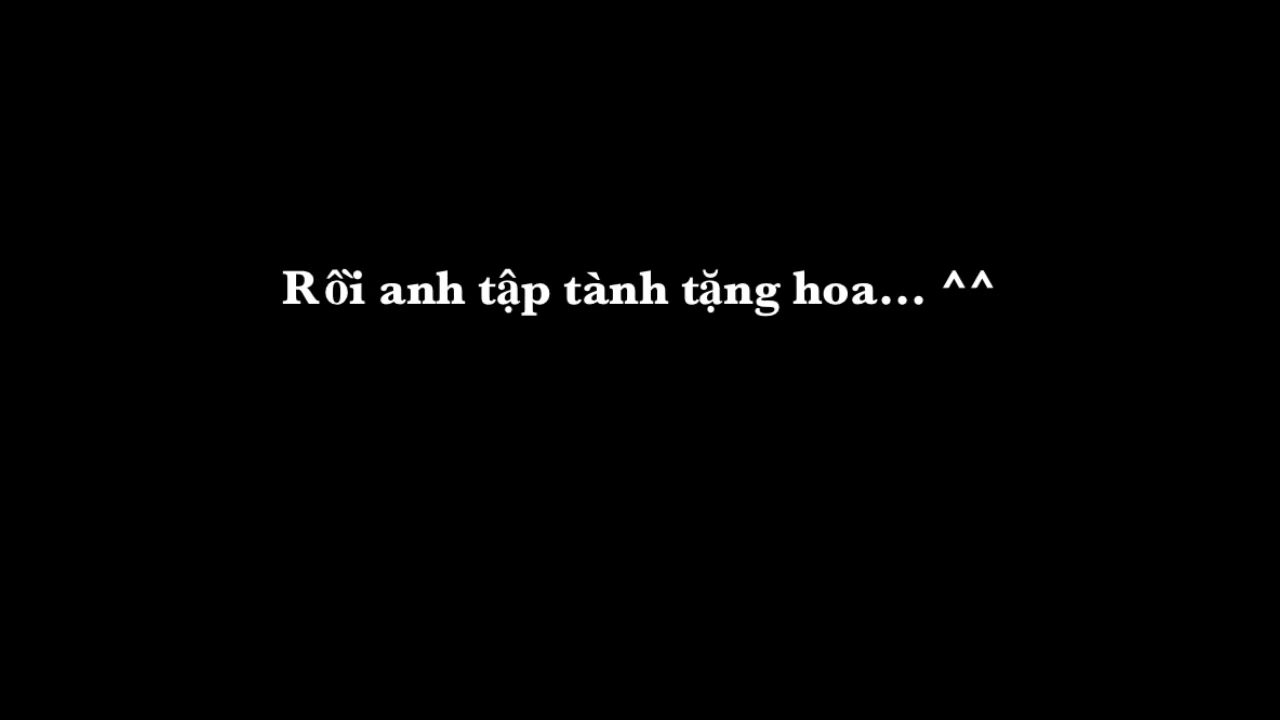 Rồi anh tập tành tặng hoa... ^^